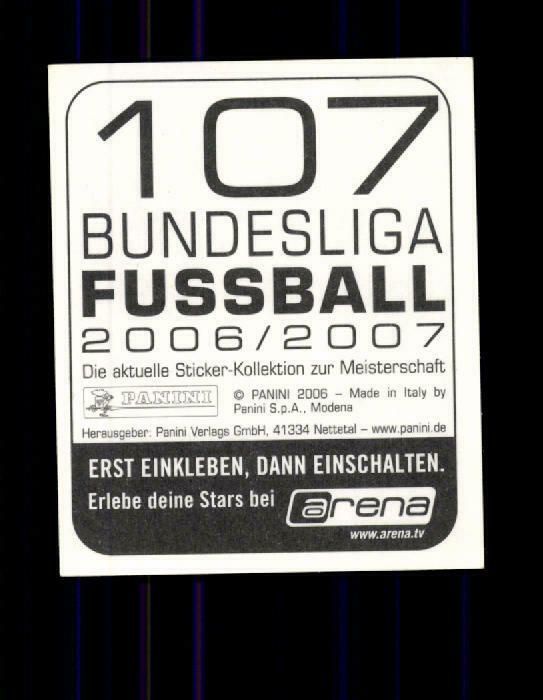 107
BUNDESLIGA
FUSSBALL
2006/2007
Die aktuelle Sticker-Kollektion zur Meisterschaft
PANINI
© PANINI 2006 – Made in Italy by
Panini S.p.A., Modena
Herausgeber: Panini Verlags GmbH, 41334 Nettetal – www.panini.de
ERST EINKLEBEN, DANN EINSCHALTEN.
Erlebe deine Stars bei
arena
www.arena.tv